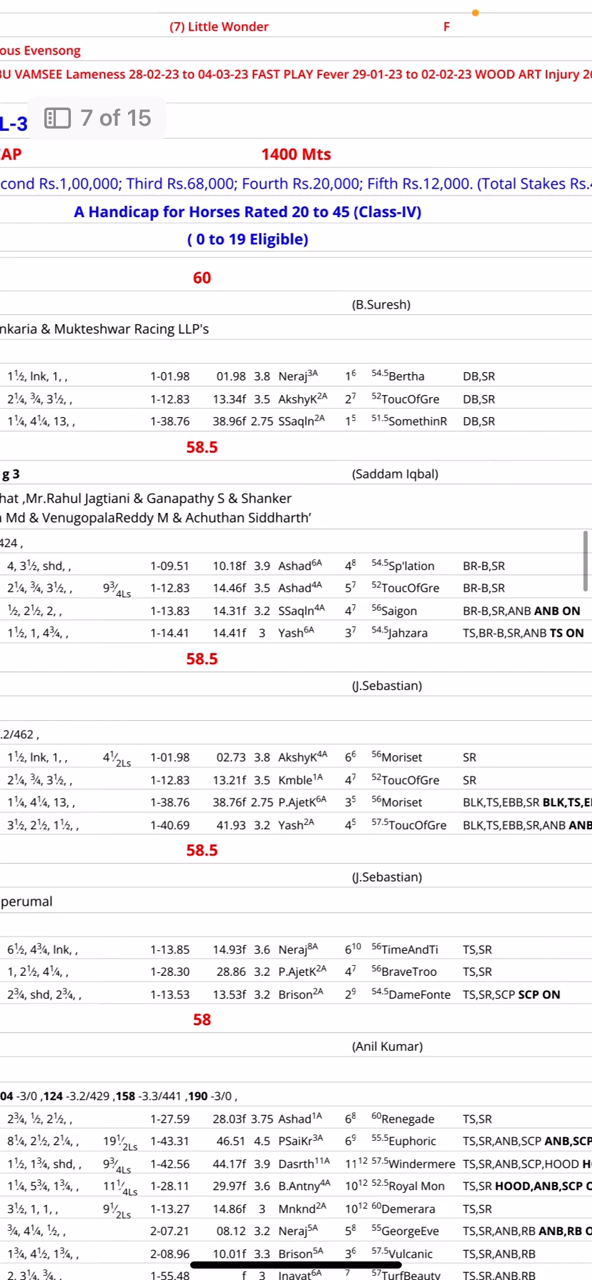 (7) Little Wonder F
ous Evensong
BU VAMSEE Lameness 28-02-23 to 04-03-23 FAST PLAY Fever 29-01-23 to 02-02-23 WOOD ART Injury 2
L-3
7 of 15
AP 1400 Mts
cond Rs.1,00,000; Third Rs.68,000; Fourth Rs.20,000; Fifth Rs.12,000. (Total Stakes Rs.
A Handicap for Horses Rated 20 to 45 (Class-IV)
( 0 to 19 Eligible)
60
(B.Suresh)
nkaria & Mukteshwar Racing LLP's
1½, lnk, 1, , 1-01.98 01.98 3.8 Neraj3A 1⁶ 54.5Bertha DB,SR
2¼, ¾, 3½, , 1-12.83 13.34f 3.5 AkshyK2A 2⁷ 52ToucOfGre DB,SR
1¼, 4¼, 13, , 1-38.76 38.96f 2.75 SSaqln2A 1⁵ 51.5SomethinR DB,SR
58.5
g 3 (Saddam Iqbal)
hat ,Mr.Rahul Jagtiani & Ganapathy S & Shanker
Md & VenugopalaReddy M & Achuthan Siddharth’
424 ,
4, 3½, shd, , 1-09.51 10.18f 3.9 Ashad6A 4⁸ 54.5Sp'lation BR-B,SR
2¼, ¾, 3½, , 9¾Ls 1-12.83 14.46f 3.5 Ashad4A 5⁷ 52ToucOfGre BR-B,SR
½, 2½, 2, , 1-13.83 14.31f 3.2 SSaqln4A 4⁷ 56Saigon BR-B,SR,ANB ANB ON
1½, 1, 4¾, , 1-14.41 14.41f 3 Yash6A 3⁷ 54.5Jahzara TS,BR-B,SR,ANB TS ON
58.5
(J.Sebastian)
.2/462 ,
1½, lnk, 1, , 4½Ls 1-01.98 02.73 3.8 AkshyK4A 6⁶ 56Moriset SR
2¼, ¾, 3½, , 1-12.83 13.21f 3.5 Kmble1A 4⁷ 52ToucOfGre SR
1¼, 4¼, 13, , 1-38.76 38.76f 2.75 P.AjetK6A 3⁵ 56Moriset BLK,TS,EBB,SR BLK,TS,E
3½, 2½, 1½, , 1-40.69 41.93 3.2 Yash2A 4⁵ 57.5ToucOfGre BLK,TS,EBB,SR,ANB ANB
58.5
(J.Sebastian)
perumal
6½, 4¾, lnk, , 1-13.85 14.93f 3.6 Neraj8A 6¹⁰ 56TimeAndTi TS,SR
1, 2½, 4¼, , 1-28.30 28.86 3.2 P.AjetK2A 4⁷ 56BraveTroo TS,SR
2¾, shd, 2¾, , 1-13.53 13.53f 3.2 Brison2A 2⁹ 54.5DameFonte TS,SR,SCP SCP ON
58
(Anil Kumar)
04 -3/0 ,124 -3.2/429 ,158 -3.3/441 ,190 -3/0 ,
2¾, ½, 2½, , 1-27.59 28.03f 3.75 Ashad1A 6⁸ 60Renegade TS,SR
8¼, 2½, 2¼, , 19½Ls 1-43.31 46.51 4.5 PSaiKr3A 6⁹ 55.5Euphoric TS,SR,ANB,SCP ANB,SCP
1½, 1¾, shd, , 9¾Ls 1-42.56 44.17f 3.9 Dasrth11A 11¹² 57.5Windermere TS,SR,ANB,SCP,HOOD H
1¼, 5¾, 1¾, , 11¼Ls 1-28.11 29.97f 3.6 B.Antny4A 10¹² 52.5Royal Mon TS,SR HOOD,ANB,SCP
3½, 1, 1, , 9½Ls 1-13.27 14.86f 3 Mnknd2A 10¹² 60Demerara TS,SR
¾, 4¼, ½, , 2-07.21 08.12 3.2 Neraj5A 5⁸ 55GeorgeEve TS,SR,ANB,RB ANB,RB
1¾, 4½, 1¾, , 2-08.96 10.01f 3.3 Brison5A 3⁶ 57.5Vulcanic TS,SR,ANB,RB
2, 3¼, ¾, 1-55.48 f 3 Inayat6A ⁷ 57TurfBeauty TS,SR,ANB,RB